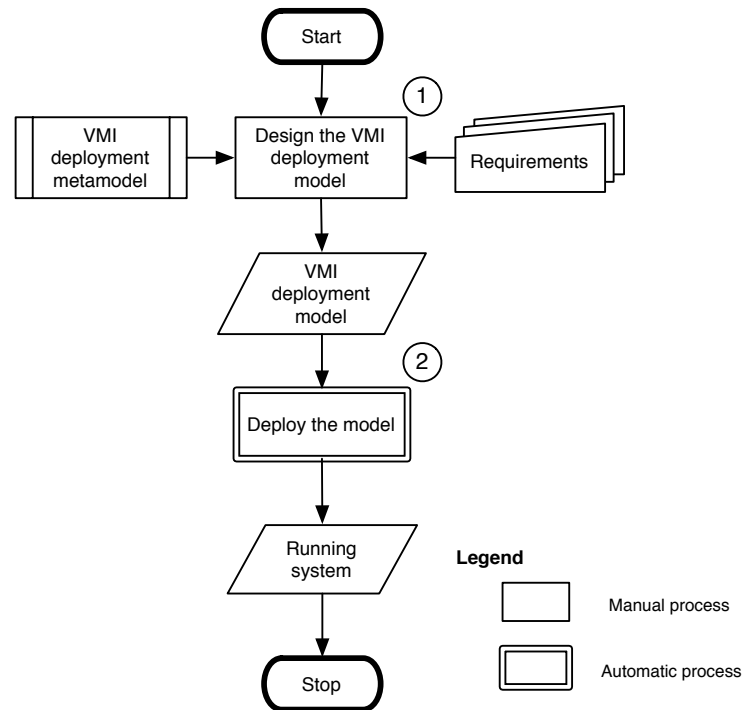 Start
1
VMI
deployment
metamodel
Design the VMI
deployment
model
Requirements
VMI
deployment
model
2
Deploy the model
Running
system
Legend
Manual process
Stop
Automatic process